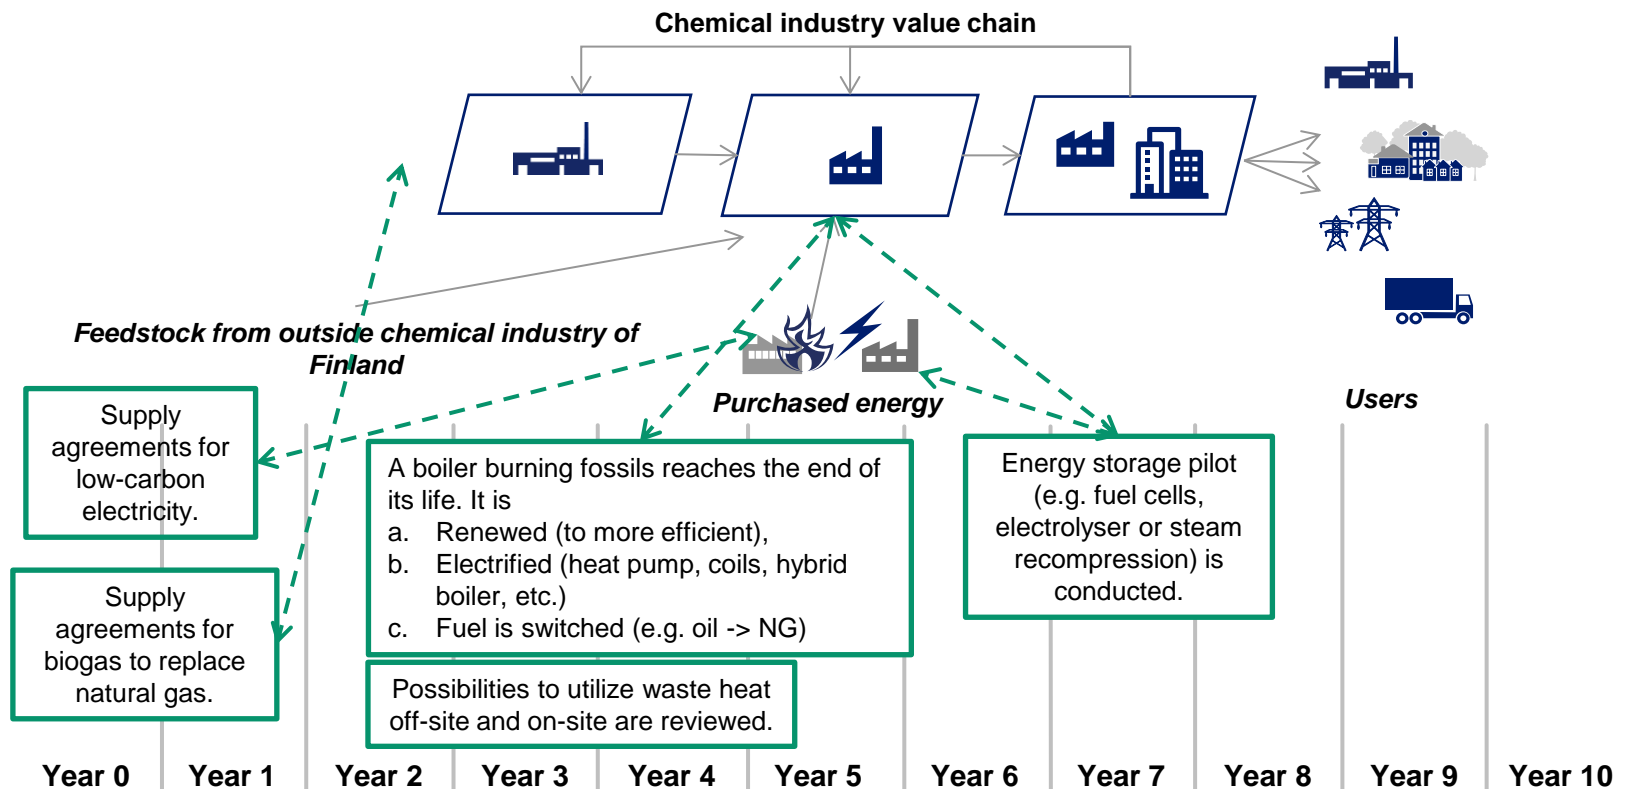 Chemical industry value chain
Feedstock from outside chemical industry of
Finland
Purchased energy
Users
Supply
agreements for
low-carbon
electricity.
Supply
agreements for
biogas to replace
natural gas.
A boiler burning fossils reaches the end of
its life. It is
a. Renewed (to more efficient),
b. Electrified (heat pump, coils, hybrid
boiler, etc.)
c. Fuel is switched (e.g. oil -> NG)
Possibilities to utilize waste heat
off-site and on-site are reviewed.
Energy storage pilot
(e.g. fuel cells,
electrolyser or steam
recompression) is
conducted.
Year 0 Year 1 Year 2 Year 3 Year 4 Year 5 Year 6 Year 7 Year 8 Year 9 Year 10